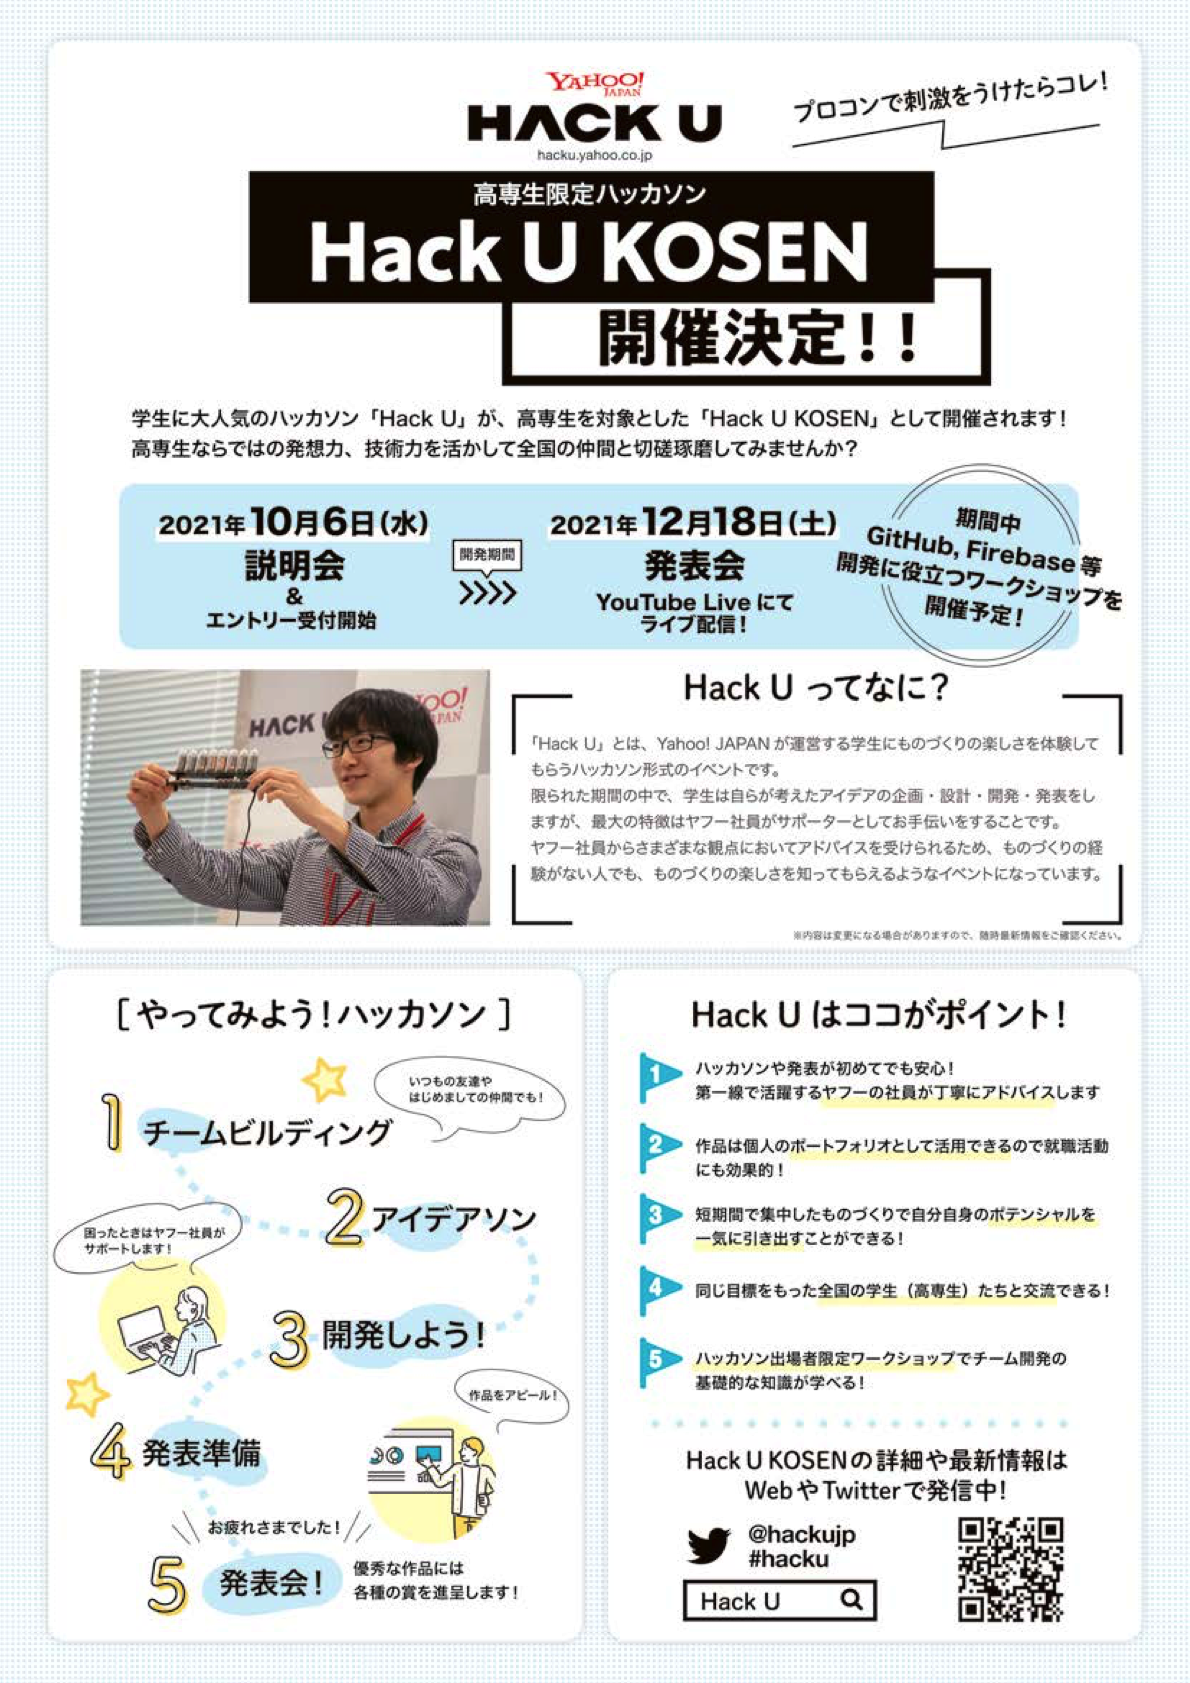 YAHOO!
JAPAN
HACK U
hacku.yahoo.co.jp
プロコンで刺激をうけたらコレ！
高専生限定ハッカソン
Hack U KOSEN
開催決定！！
学生に大人気のハッカソン「Hack U」が、高専生を対象とした「Hack U KOSEN」として開催されます！
高専生ならではの発想力、技術力を活かして全国の仲間と切磋琢磨してみませんか？
2021年10月6日（水）
説明会
&
エントリー受付開始
開発期間
2021年12月18日（土）
発表会
YouTube Live にて
ライブ配信！
期間中
GitHub, Firebase 等
開発に役立つワークショップを
開催予定！
HACK U
YAHOO!
JAPAN
Hack U ってなに？
「Hack U」とは、Yahoo! JAPAN が運営する学生にものづくりの楽しさを体験して
もらうハッカソン形式のイベントです。
限られた期間の中で、学生は自らが考えたアイデアの企画・設計・開発・発表をし
ますが、最大の特徴はヤフー社員がサポーターとしてお手伝いをすることです。
ヤフー社員からさまざまな観点においてアドバイスを受けられるため、ものづくりの経
験がない人でも、ものづくりの楽しさを知ってもらえるようなイベントになっています。
※内容は変更になる場合がありますので、随時最新情報をご確認ください。
［やってみよう！ハッカソン］
いつもの友達や
はじめましての仲間でも！
1 チームビルディング
2 アイデアソン
困ったときはヤフー社員が
サポートします！
3 開発しよう！
作品をアピール！
4 発表準備
お疲れさまでした！
5 発表会！
優秀な作品には
各種の賞を進呈します！
Hack U はココがポイント！
1 ハッカソンや発表が初めてでも安心！
第一線で活躍するヤフーの社員が丁寧にアドバイスします
2 作品は個人のポートフォリオとして活用できるので就職活動
にも効果的！
3 短期間で集中したものづくりで自分自身のポテンシャルを
一気に引き出すことができる！
4 同じ目標をもった全国の学生（高専生）たちと交流できる！
5 ハッカソン出場者限定ワークショップでチーム開発の
基礎的な知識が学べる！
Hack U KOSENの詳細や最新情報は
WebやTwitterで発信中！
@hackujp
#hacku
Hack U